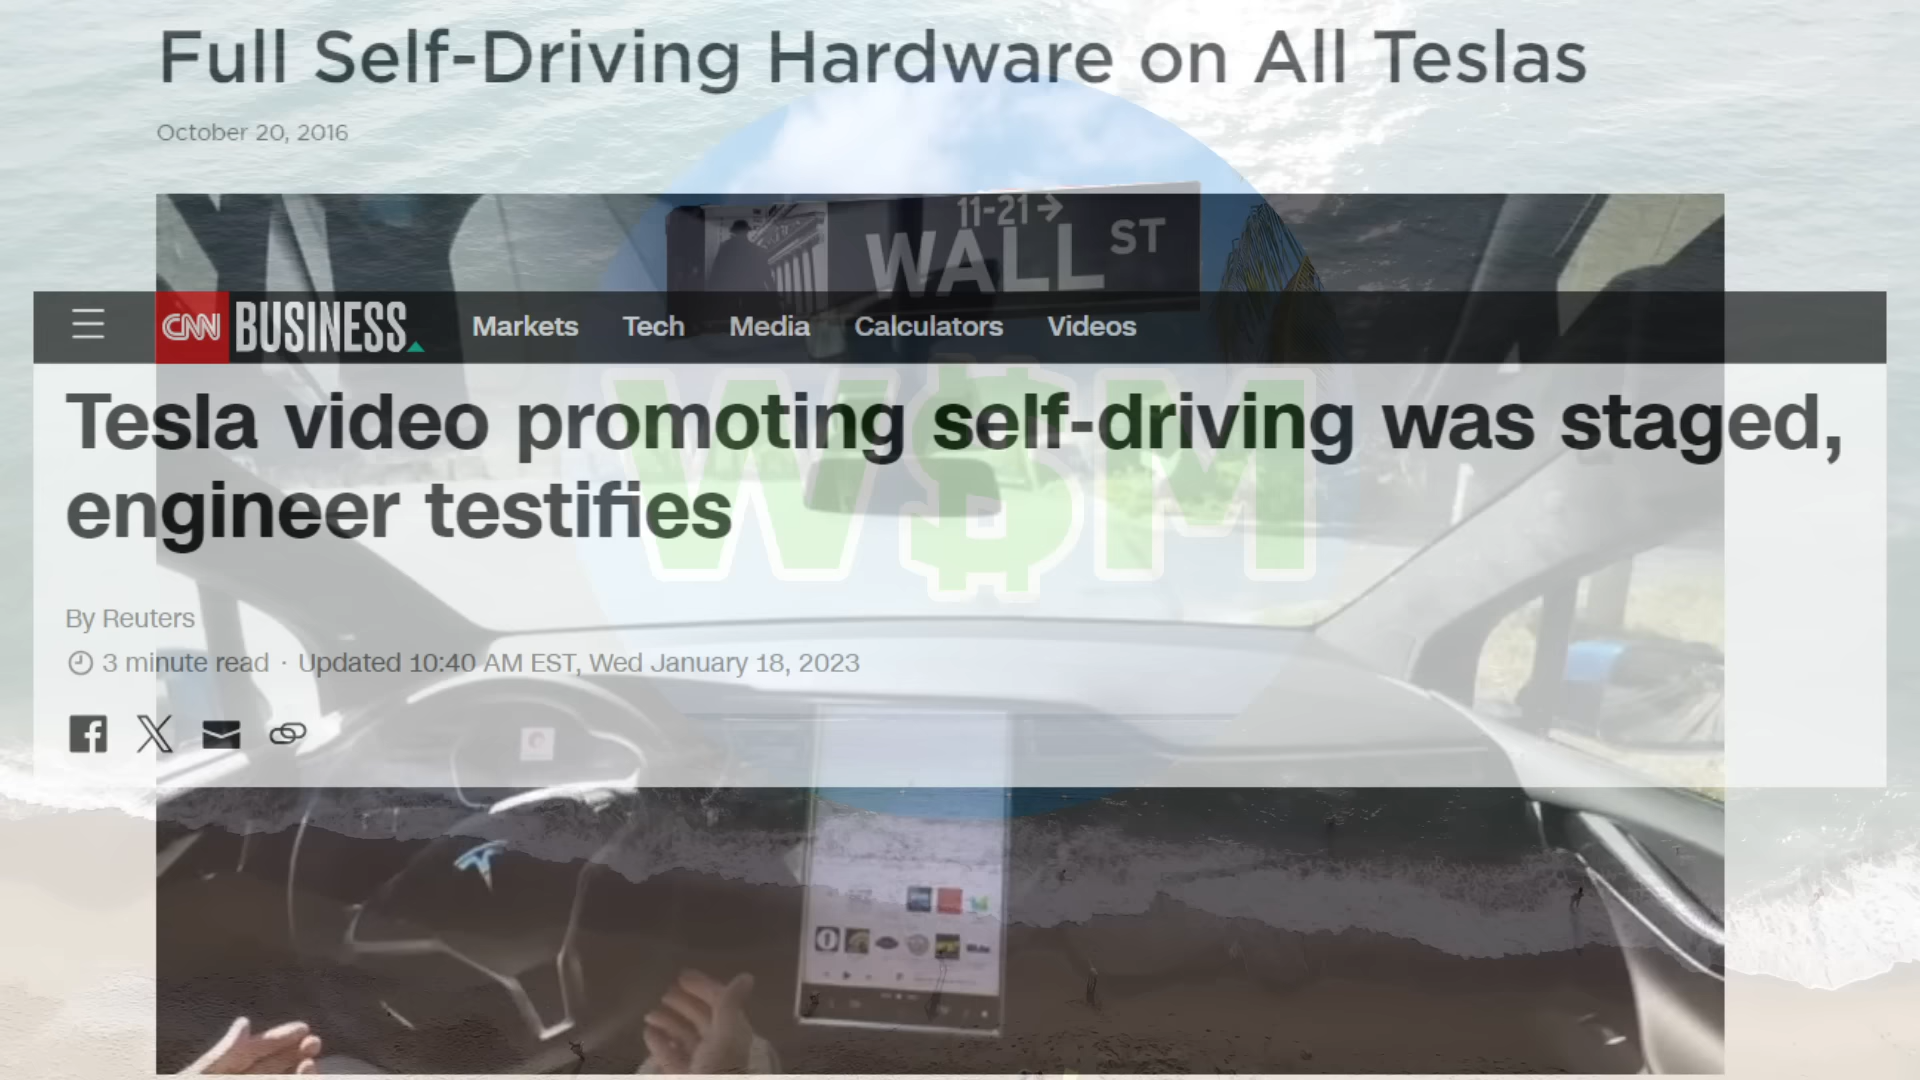 Full Self-Driving Hardware on All Teslas
October 20, 2016
11-21→
WALL ST
CNN BUSINESS
Markets Tech Media Calculators Videos
Tesla video promoting self-driving was staged,
engineer testifies
W$M
By Reuters
3 minute read · Updated 10:40 AM EST, Wed January 18, 2023